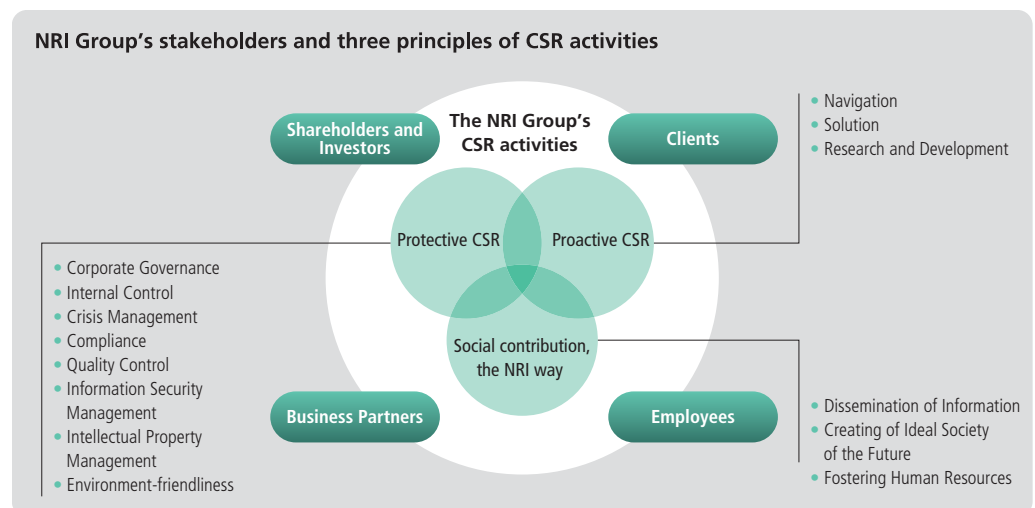 NRI Group’s stakeholders and three principles of CSR activities
The NRI Group’s
CSR activities
Shareholders and
Investors
Clients
• Navigation
• Solution
• Research and Development
Protective CSR
Proactive CSR
Social contribution,
the NRI way
• Corporate Governance
• Internal Control
• Crisis Management
• Compliance
• Quality Control
• Information Security
Management
• Intellectual Property
Management
• Environment-friendliness
Business Partners
Employees
• Dissemination of Information
• Creating of Ideal Society
of the Future
• Fostering Human Resources